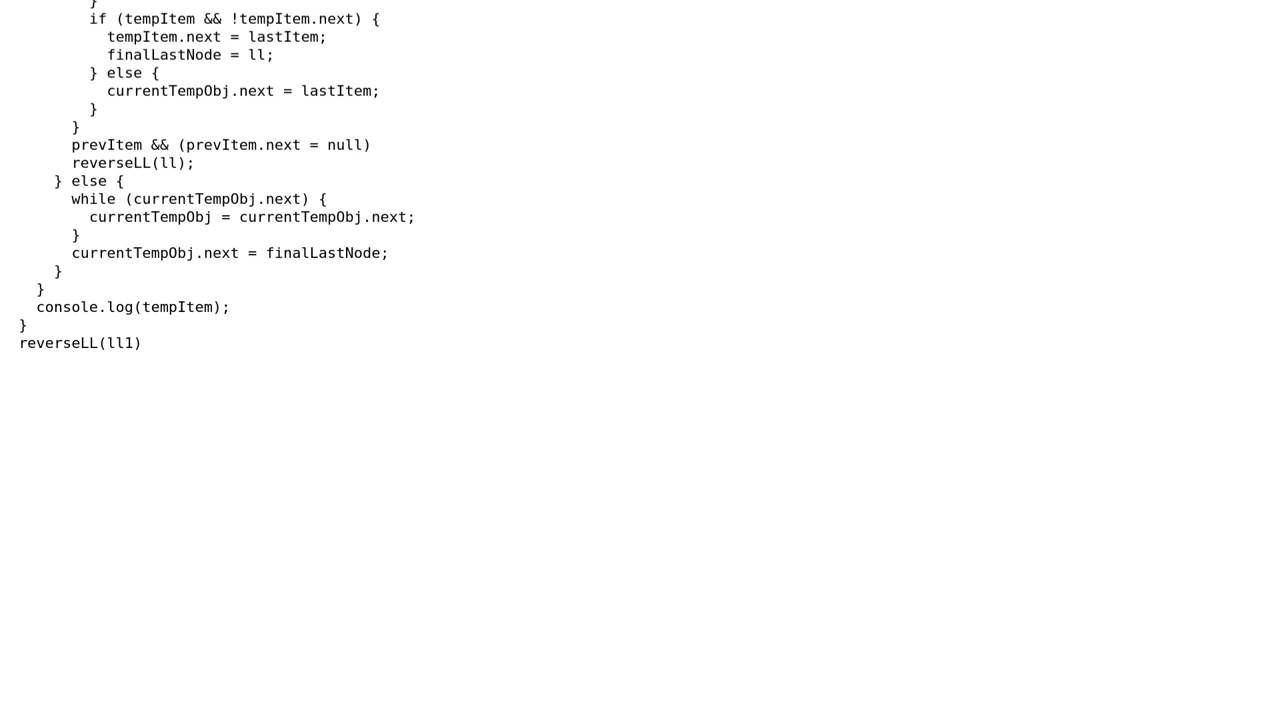 }
if (tempItem && !tempItem.next) {
tempItem.next = lastItem;
finalLastNode = ll;
} else {
currentTempObj.next = lastItem;
}
}
prevItem && (prevItem.next = null)
reverseLL(ll);
} else {
while (currentTempObj.next) {
currentTempObj = currentTempObj.next;
}
currentTempObj.next = finalLastNode;
}
}
console.log(tempItem);
}
reverseLL(ll1)